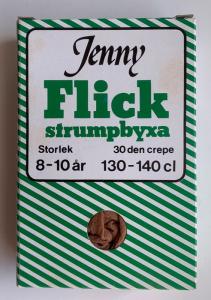 Jenny
Flick
strumpbyxa
Storlek 30 den crepe
8-10 år 130-140 cl